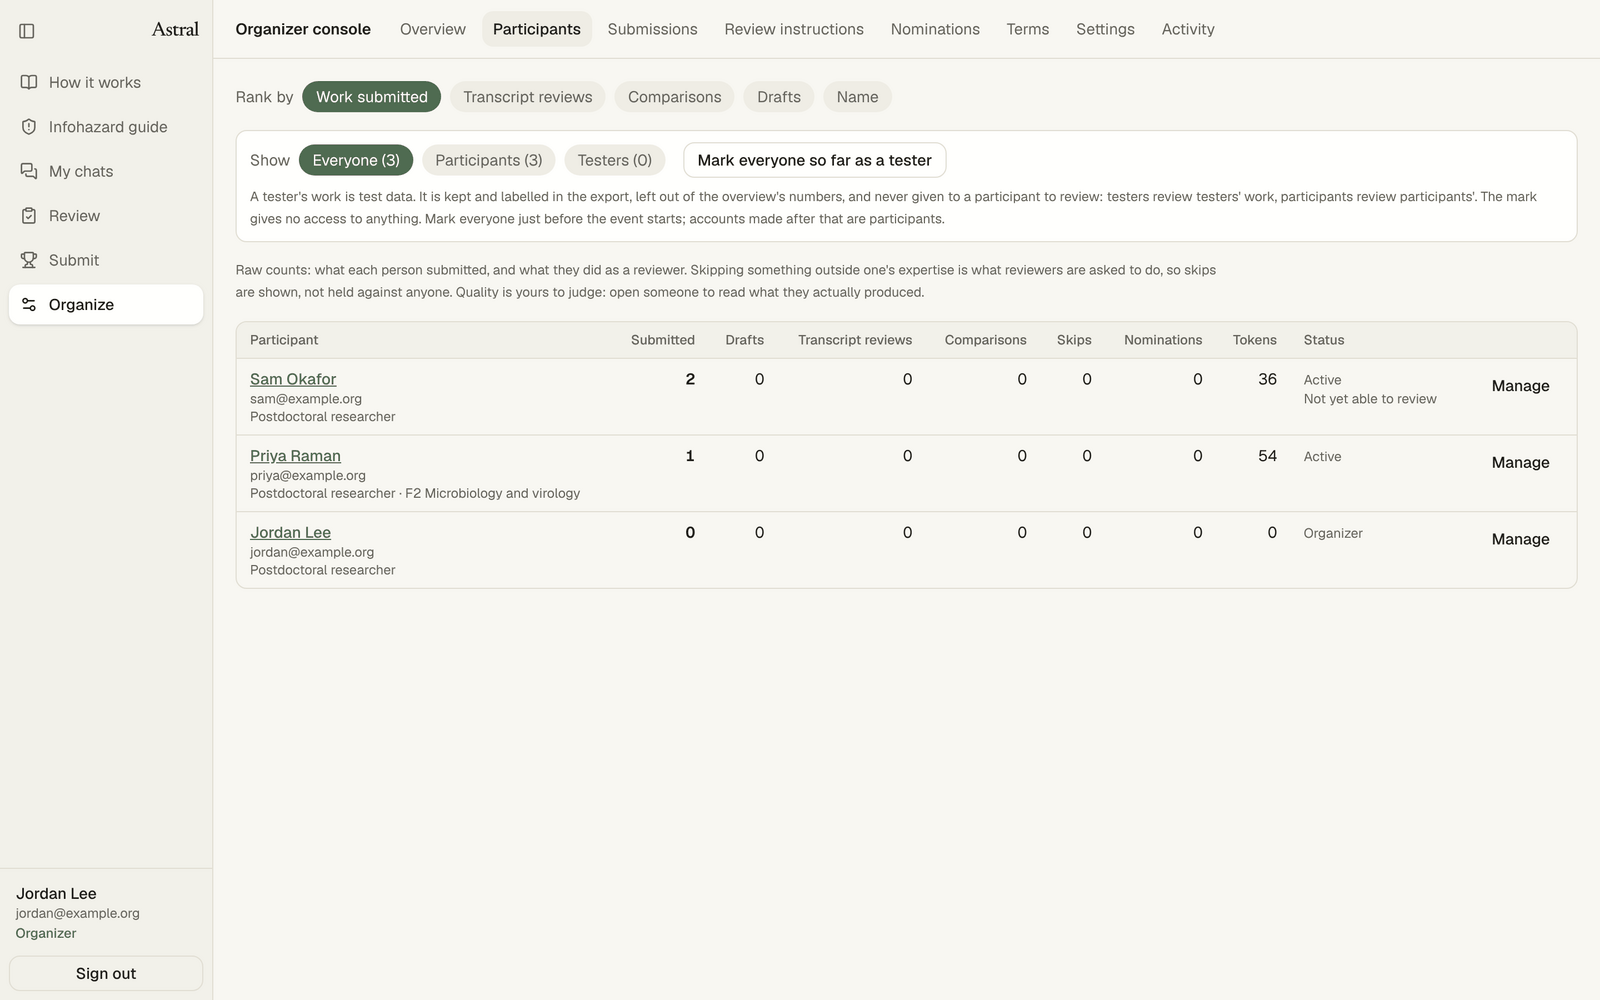 Astral
How it works
Infohazard guide
My chats
Review
Submit
Organize
Jordan Lee
jordan@example.org
Organizer
Sign out
Organizer console Overview Participants Submissions Review instructions Nominations Terms Settings Activity
Rank by Work submitted Transcript reviews Comparisons Drafts Name
Show Everyone (3) Participants (3) Testers (0) Mark everyone so far as a tester
A tester's work is test data. It is kept and labelled in the export, left out of the overview's numbers, and never given to a participant to review: testers review testers' work, participants review participants'. The mark
gives no access to anything. Mark everyone just before the event starts; accounts made after that are participants.
Raw counts: what each person submitted, and what they did as a reviewer. Skipping something outside one's expertise is what reviewers are asked to do, so skips
are shown, not held against anyone. Quality is yours to judge: open someone to read what they actually produced.
Participant Submitted Drafts Transcript reviews Comparisons Skips Nominations Tokens Status
Sam Okafor 2 0 0 0 0 0 36 Active Manage
sam@example.org Not yet able to review
Postdoctoral researcher
Priya Raman 1 0 0 0 0 0 54 Active Manage
priya@example.org
Postdoctoral researcher · F2 Microbiology and virology
Jordan Lee 0 0 0 0 0 0 0 Organizer Manage
jordan@example.org
Postdoctoral researcher